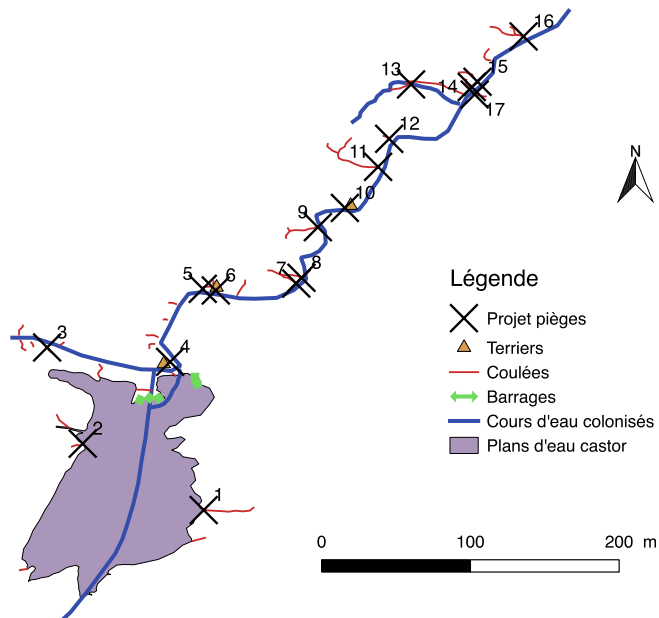 16
13
15
14
17
12
11
N
10
9
7
8
5
6
3
4
2
1
Légende
Projet pièges
Terriers
Coulées
Barrages
Cours d'eau colonisés
Plans d'eau castor
0 100 200 m